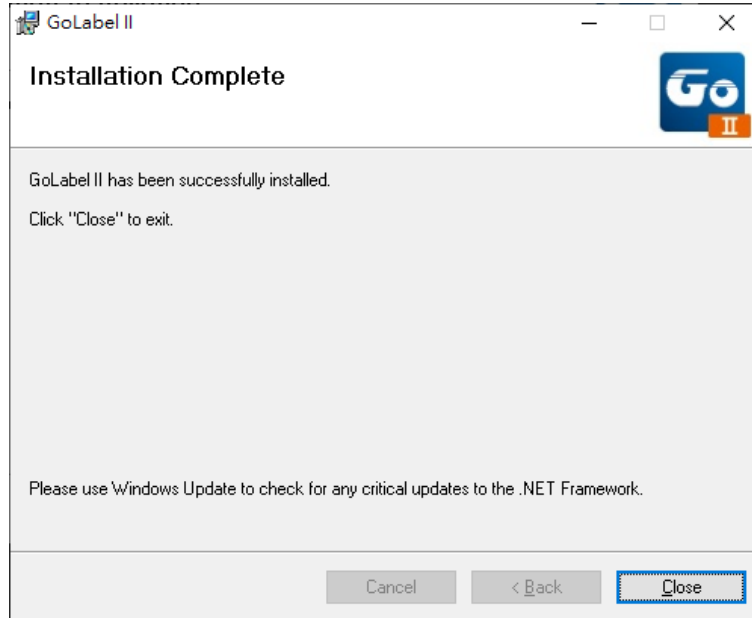 GoLabel II
Installation Complete
Go
II
GoLabel II has been successfully installed.
Click "Close" to exit.
Please use Windows Update to check for any critical updates to the .NET Framework.
Cancel
< Back
Close